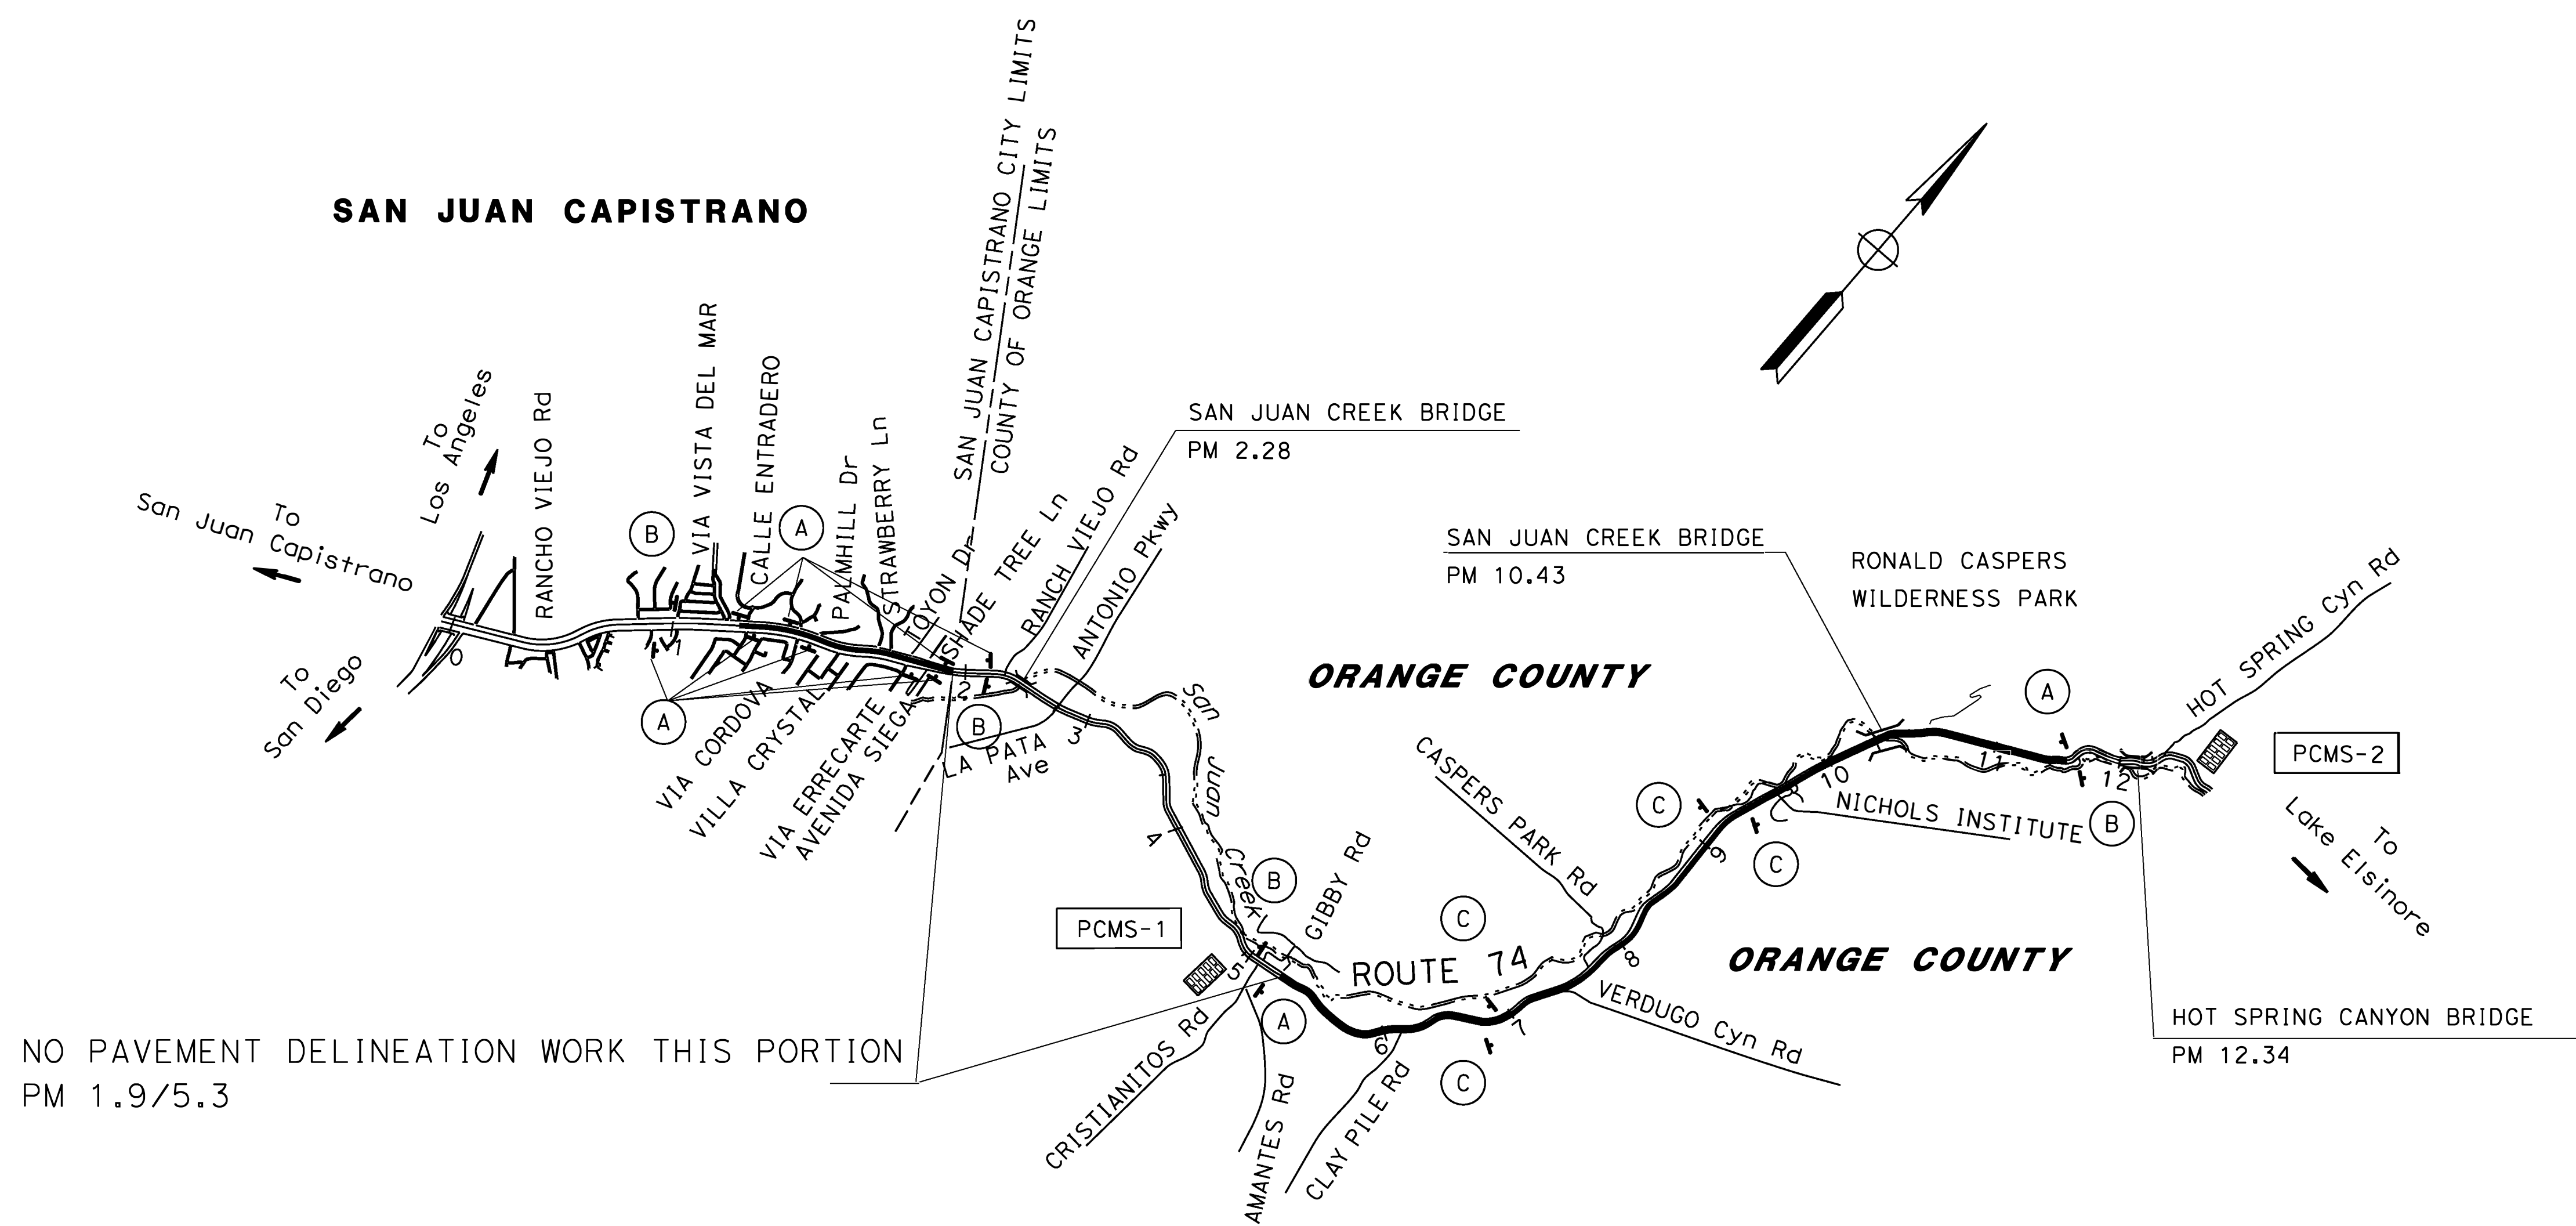 SAN JUAN CAPISTRANO
SAN JUAN CAPISTRANO CITY LIMITS
COUNTY OF ORANGE LIMITS
To
Los Angeles
To
San Juan Capistrano
To
San Diego
RANCHO VIEJO Rd
B
VIA VISTA DEL MAR
CALLE ENTRADERO
A
PALMHILL Dr
STRAWBERRY Ln
TOYON Dr
SHADE TREE Ln
RANCH VIEJO Rd
ANTONIO Pkwy
SAN JUAN CREEK BRIDGE
PM 2.28
SAN JUAN CREEK BRIDGE
PM 10.43
RONALD CASPERS
WILDERNESS PARK
HOT SPRING Cyn Rd
ORANGE COUNTY
0
1
2
3
4
5
6
7
8
9
10
11
12
A
VIA CORDOVA
VILLA CRYSTAL
VIA ERRECARTE
AVENIDA SIEGA
B
LA PATA
Ave
San Juan Creek
A
PCMS-2
To
Lake Elsinore
CASPERS PARK Rd
C
NICHOLS INSTITUTE
B
C
B
GIBBY Rd
PCMS-1
C
ROUTE 74
ORANGE COUNTY
VERDUGO Cyn Rd
A
C
CRISTIANITOS Rd
AMANTES Rd
CLAY PILE Rd
HOT SPRING CANYON BRIDGE
PM 12.34
NO PAVEMENT DELINEATION WORK THIS PORTION
PM 1.9/5.3